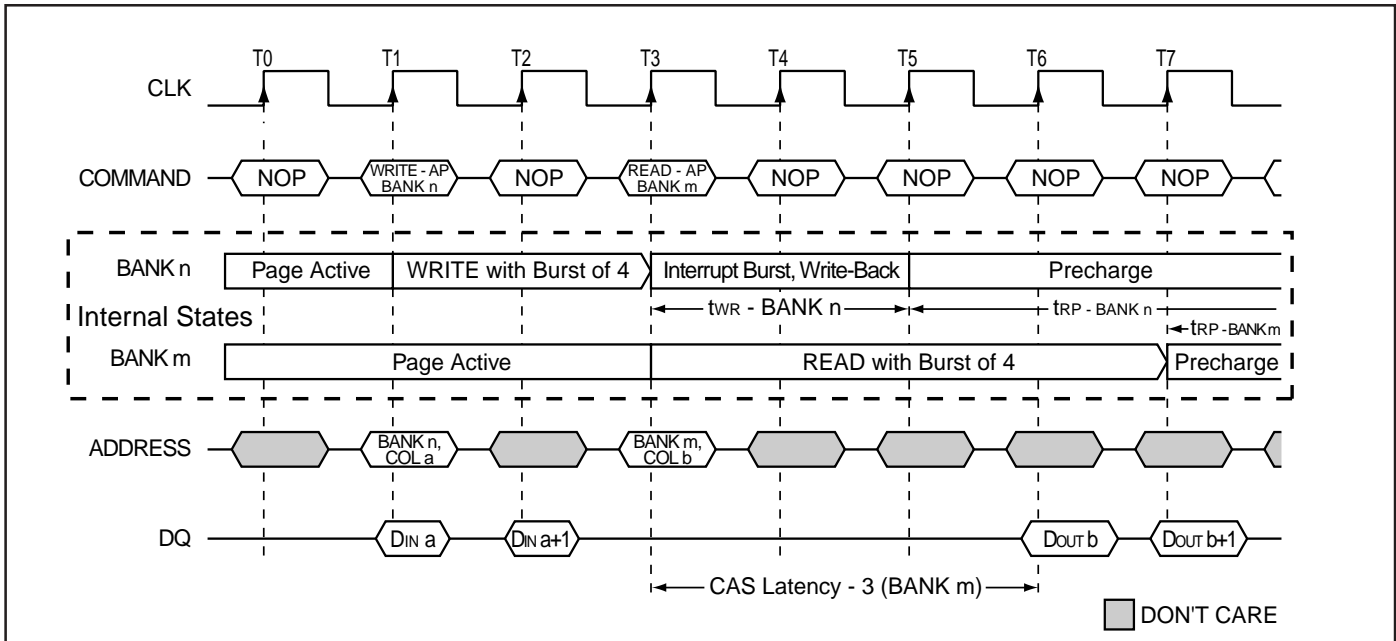 T0 T1 T2 T3 T4 T5 T6 T7
CLK
COMMAND NOP WRITE - AP NOP READ - AP NOP NOP NOP NOP
BANK n BANK m
BANK n Page Active WRITE with Burst of 4 Interrupt Burst, Write-Back Precharge
tWR - BANK n tRP - BANK n
Internal States
tRP - BANK m
BANK m Page Active READ with Burst of 4 Precharge
ADDRESS BANK n, BANK m,
COL a COL b
DQ DIN a DIN a+1 DOUT b DOUT b+1
CAS Latency - 3 (BANK m)
DON'T CARE